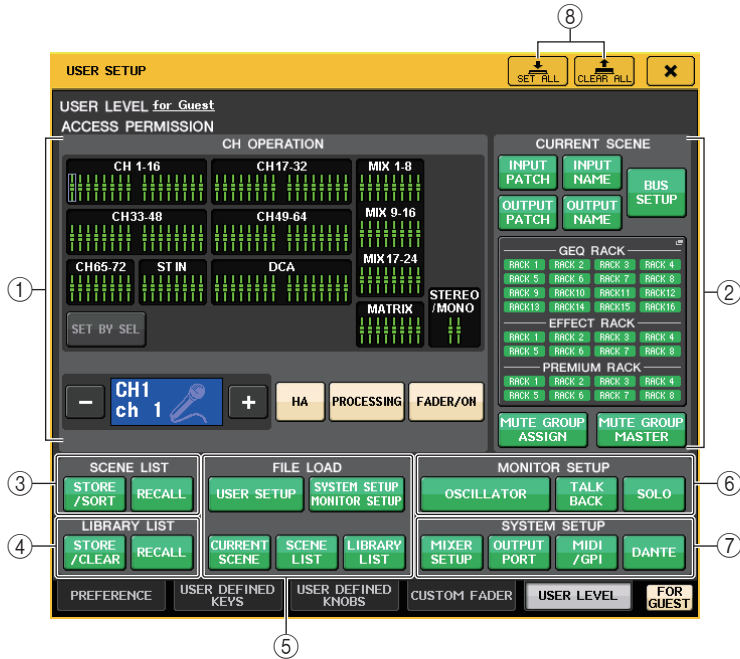 ⑧
USER SETUP
SET ALL
CLEAR ALL
USER LEVEL for Guest
ACCESS PERMISSION
①
CH OPERATION
CH 1-16
CH17-32
MIX 1-8
CH33-48
CH49-64
MIX 9-16
CH65-72
ST IN
DCA
MIX17-24
MATRIX
STEREO
/MONO
SET BY SEL
CH1
ch 1
HA
PROCESSING
FADER/ON
②
CURRENT SCENE
INPUT
PATCH
INPUT
NAME
BUS
SETUP
OUTPUT
PATCH
OUTPUT
NAME
GEQ RACK
RACK 1 RACK 2 RACK 3 RACK 4
RACK 5 RACK 6 RACK 7 RACK 8
RACK 9 RACK10 RACK11 RACK12
RACK13 RACK14 RACK15 RACK16
EFFECT RACK
RACK 1 RACK 2 RACK 3 RACK 4
RACK 5 RACK 6 RACK 7 RACK 8
PREMIUM RACK
RACK 1 RACK 2 RACK 3 RACK 4
RACK 5 RACK 6 RACK 7 RACK 8
MUTE GROUP
ASSIGN
MUTE GROUP
MASTER
③
SCENE LIST
STORE
/SORT
RECALL
④
LIBRARY LIST
STORE
/CLEAR
RECALL
FILE LOAD
USER SETUP
SYSTEM SETUP
MONITOR SETUP
CURRENT
SCENE
SCENE
LIST
LIBRARY
LIST
⑤
MONITOR SETUP
OSCILLATOR
TALK
BACK
SOLO
⑥
SYSTEM SETUP
MIXER
SETUP
OUTPUT
PORT
MIDI
/GPI
DANTE
⑦
PREFERENCE
USER DEFINED
KEYS
USER DEFINED
KNOBS
CUSTOM FADER
USER LEVEL
FOR
GUEST